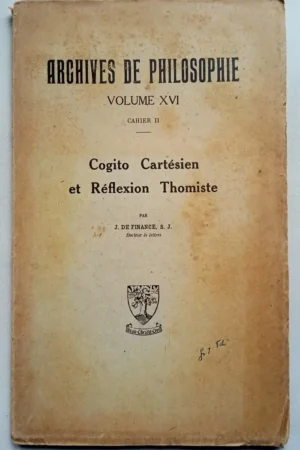 ARCHIVES DE PHILOSOPHIE
VOLUME XVI
CAHIER II
Cogito Cartésien
et Réflexion Thomiste
PAR
J. DE FINANCE, S. J.
Docteur ès lettres